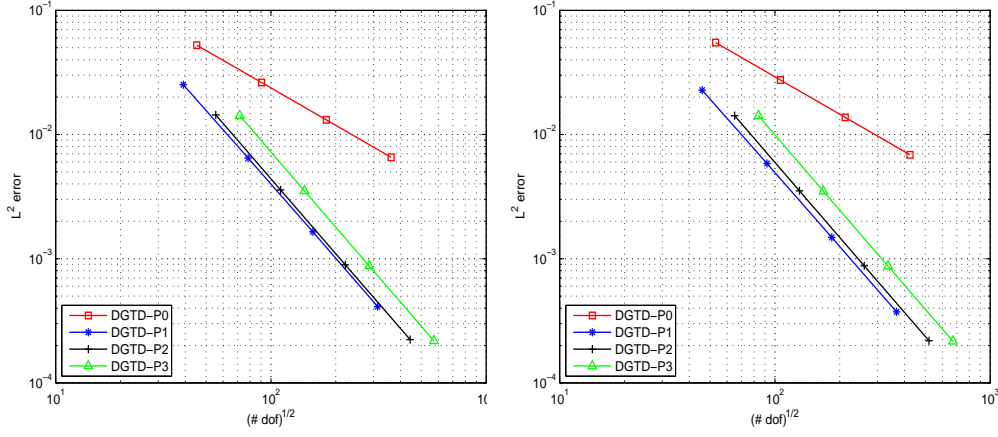 10^-1
10^-2
10^-3
10^-4
L^2 error
DGTD–P0
DGTD–P1
DGTD–P2
DGTD–P3
10^1
10^2
10
(# dof)^1/2
10^-1
10^-2
10^-3
10^-4
L^2 error
DGTD–P0
DGTD–P1
DGTD–P2
DGTD–P3
10^1
10^2
10^3
(# dof)^1/2